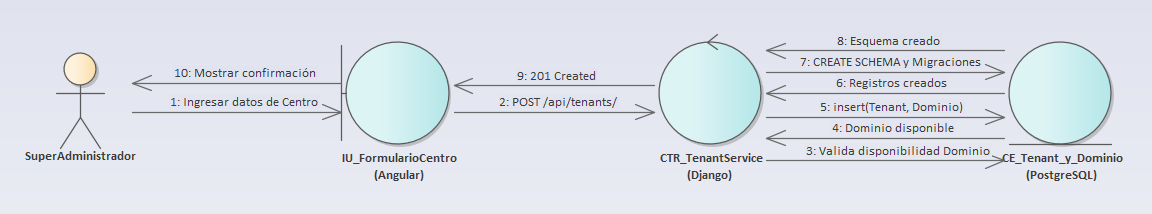 8: Esquema creado
10: Mostrar confirmación
9: 201 Created
7: CREATE SCHEMA y Migraciones
6: Registros creados
1: Ingresar datos de Centro
2: POST /api/tenants/
5: insert(Tenant, Dominio)
4: Dominio disponible
3: Valida disponibilidad Dominio
SuperAdministrador
IU_FormularioCentro
(Angular)
CTR_TenantService
(Django)
CE_Tenant_y_Dominio
(PostgreSQL)